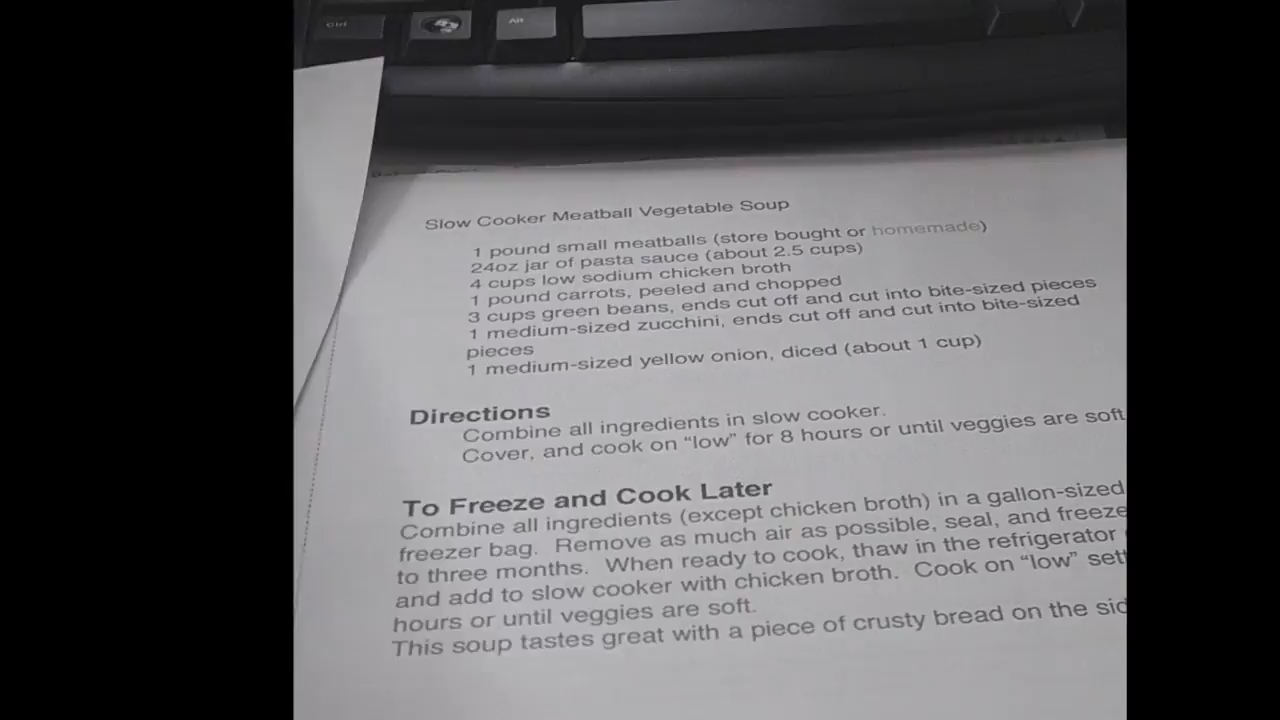 Ctrl
Alt
Slow Cooker Meatball Vegetable Soup
1 pound small meatballs (store bought or homemade)
24oz jar of pasta sauce (about 2.5 cups)
4 cups low sodium chicken broth
1 pound carrots, peeled and chopped
3 cups green beans, ends cut off and cut into bite-sized pieces
1 medium-sized zucchini, ends cut off and cut into bite-sized
pieces
1 medium-sized yellow onion, diced (about 1 cup)
Directions
Combine all ingredients in slow cooker.
Cover, and cook on “low” for 8 hours or until veggies are soft
To Freeze and Cook Later
Combine all ingredients (except chicken broth) in a gallon-sized
freezer bag. Remove as much air as possible, seal, and freeze
to three months. When ready to cook, thaw in the refrigerator
and add to slow cooker with chicken broth. Cook on “low” sett
hours or until veggies are soft.
This soup tastes great with a piece of crusty bread on the sid